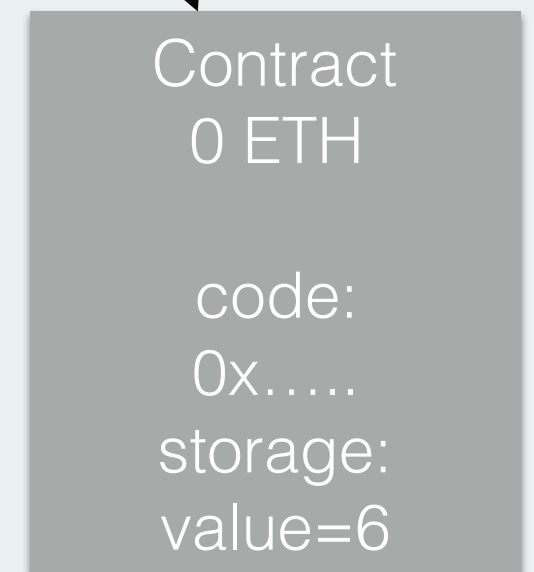 Contract
0 ETH
code:
0x.....
storage:
value=6